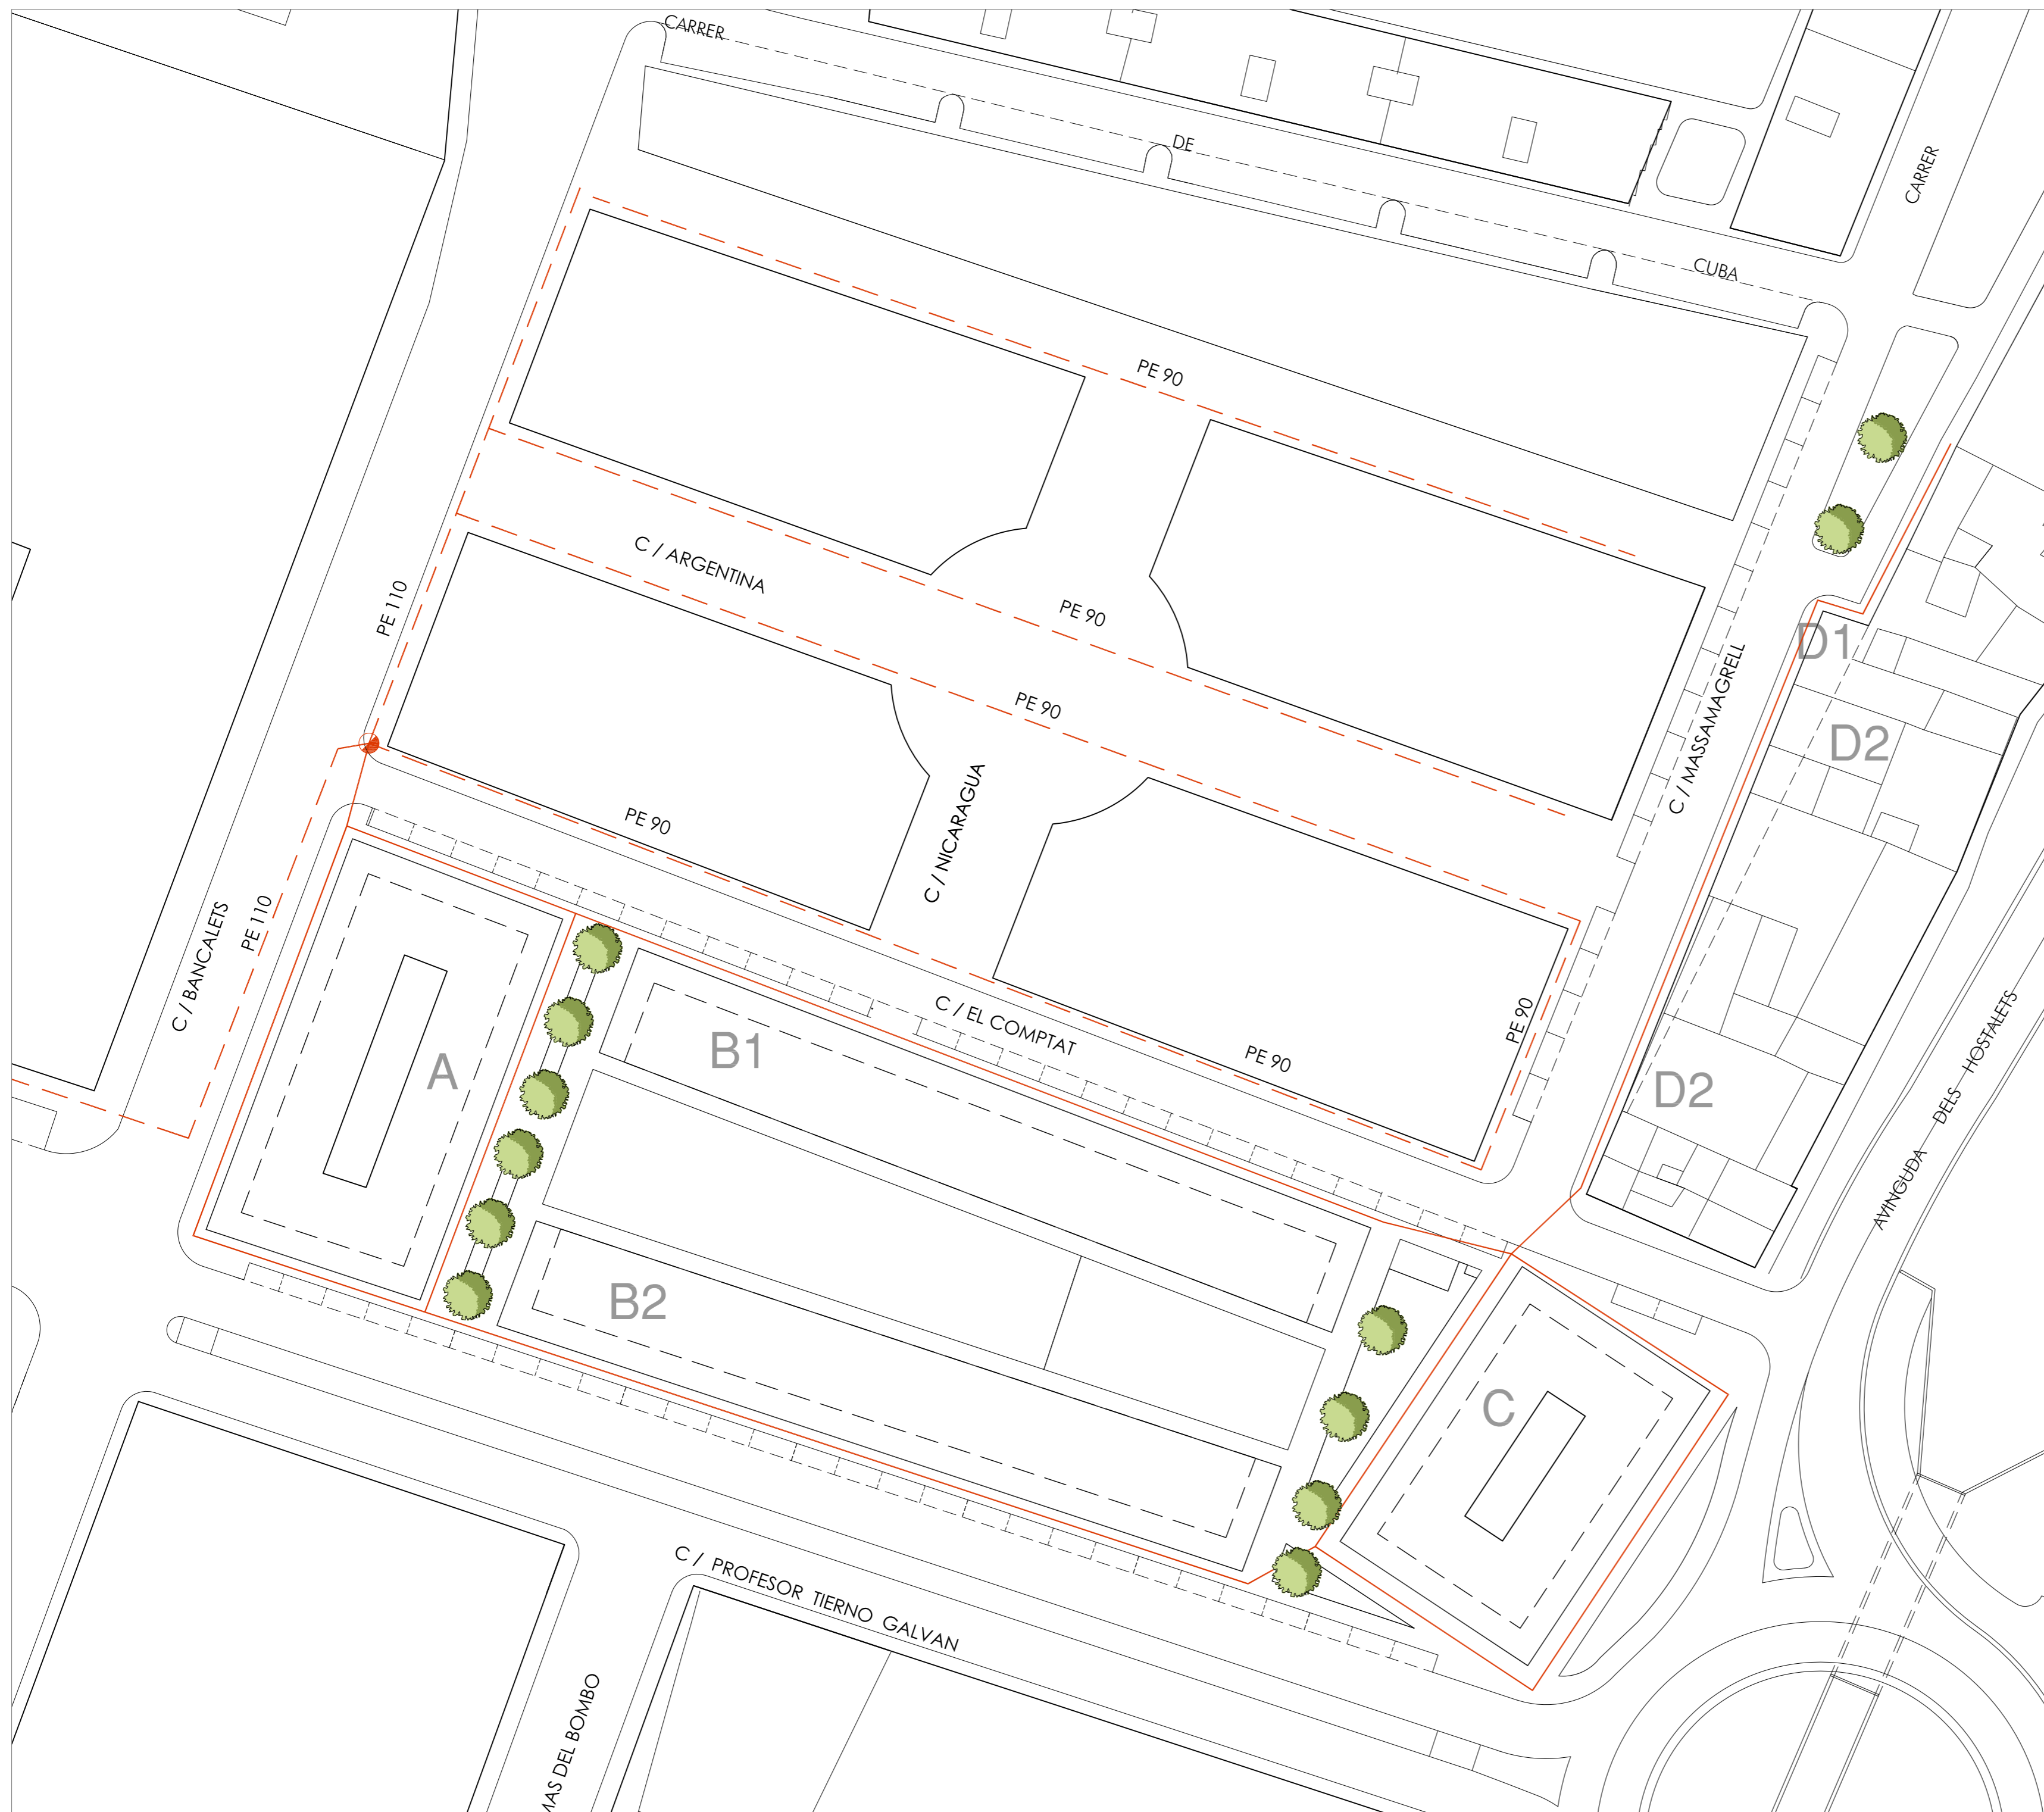 CARRER
DE
CUBA
CARRER
PE 90
C / ARGENTINA
PE 110
PE 90
D1
C / MASSAMAGRELL
PE 90
D2
PE 90
C / NICARAGUA
PE 110
C / BANCALETS
C / EL COMPTAT
PE 90
PE 90
A
B1
D2
AVINGUDA DELS HOSTALETS
B2
C
C / PROFESOR TIERNO GALVAN
MAS DEL BOMBO